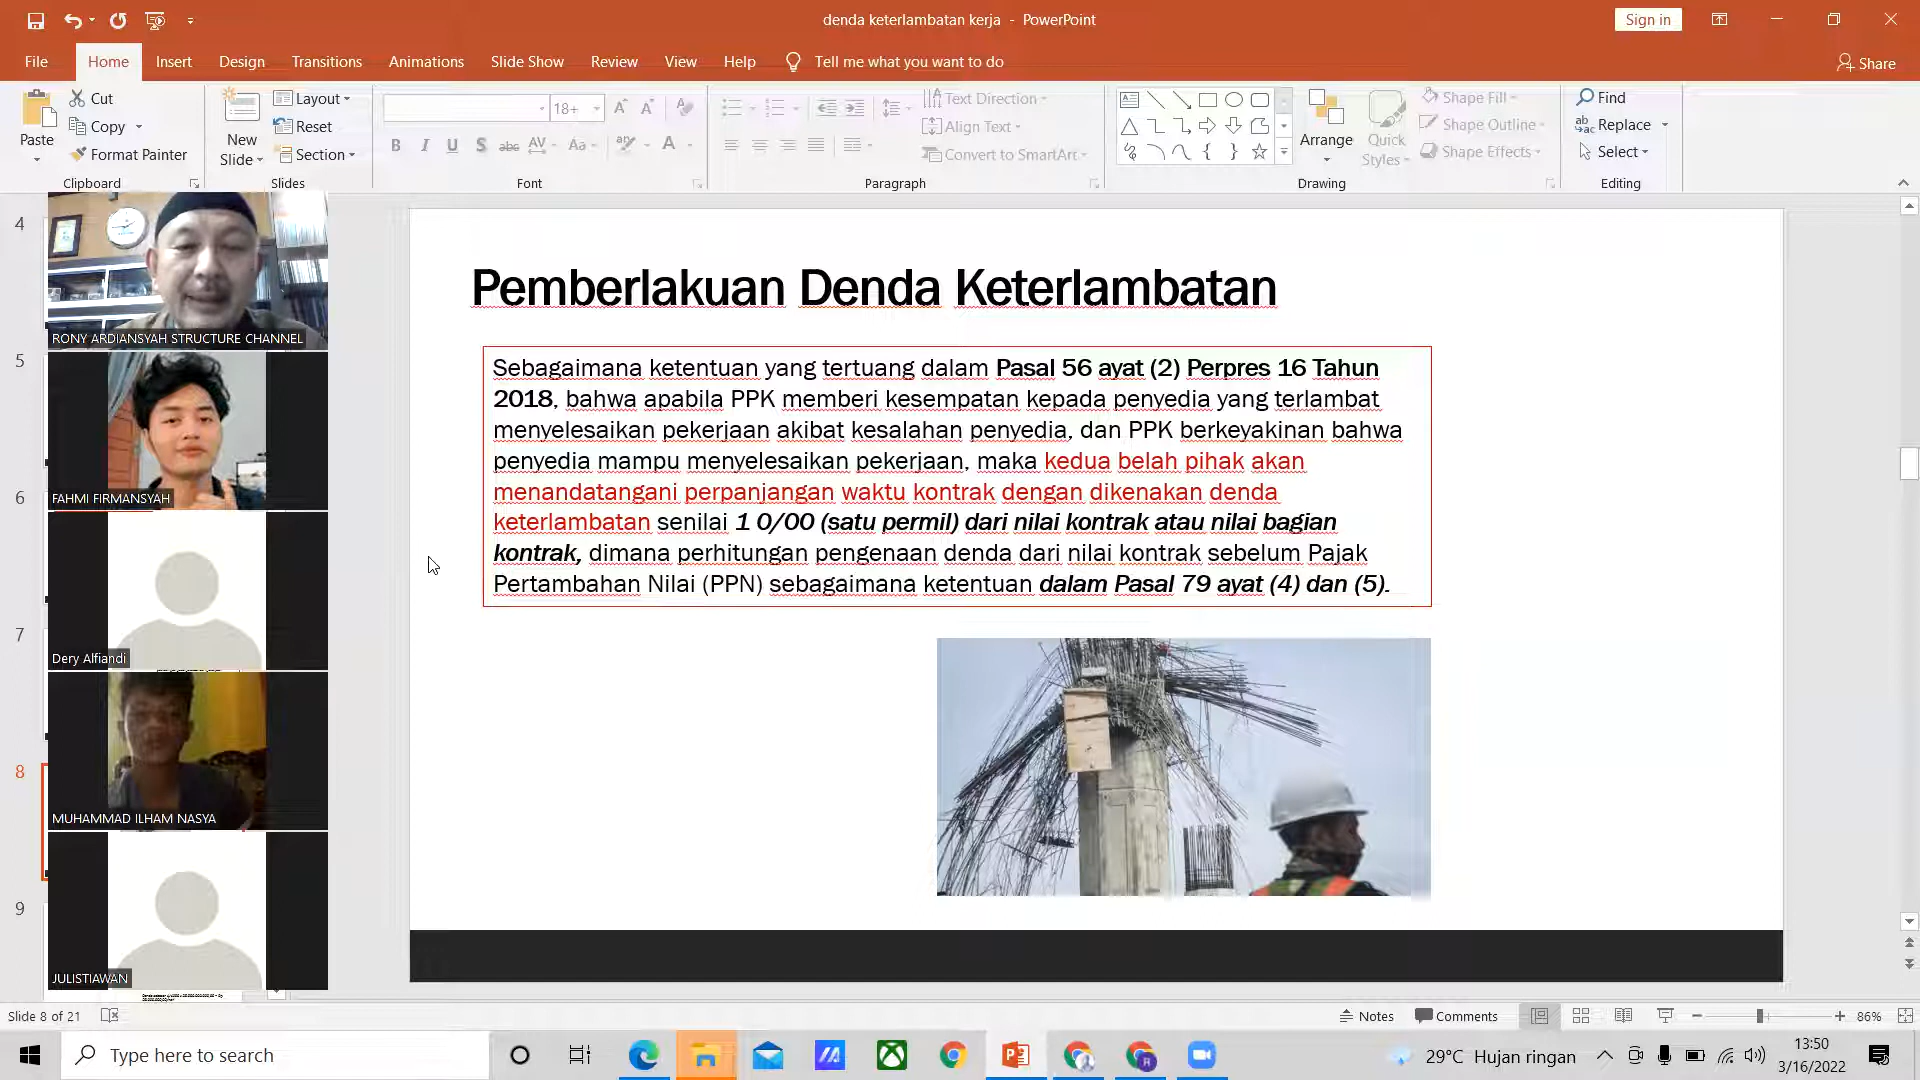 denda keterlambatan kerja - PowerPoint
Sign in
File Home Insert Design Transitions Animations Slide Show Review View Help Tell me what you want to do
Share
Paste
Cut
Copy
Format Painter
Clipboard
New Slide
Layout
Reset
Section
Slides
18+
Font
Text Direction
Align Text
Convert to SmartArt
Paragraph
Arrange
Quick Styles
Shape Fill
Shape Outline
Shape Effects
Drawing
Find
Replace
Select
Editing
4
5
6
7
8
9
RONY ARDIANSYAH STRUCTURE CHANNEL
FAHMI FIRMANSYAH
Dery Alfiandi
MUHAMMAD ILHAM NASYA
JULISTIAWAN
Pemberlakuan Denda Keterlambatan
Sebagaimana ketentuan yang tertuang dalam Pasal 56 ayat (2) Perpres 16 Tahun
2018, bahwa apabila PPK memberi kesempatan kepada penyedia yang terlambat
menyelesaikan pekerjaan akibat kesalahan penyedia, dan PPK berkeyakinan bahwa
penyedia mampu menyelesaikan pekerjaan, maka kedua belah pihak akan
menandatangani perpanjangan waktu kontrak dengan dikenakan denda
keterlambatan senilai 1 0/00 (satu permil) dari nilai kontrak atau nilai bagian
kontrak, dimana perhitungan pengenaan denda dari nilai kontrak sebelum Pajak
Pertambahan Nilai (PPN) sebagaimana ketentuan dalam Pasal 79 ayat (4) dan (5).
Slide 8 of 21
Notes
Comments
86%
Type here to search
29°C Hujan ringan
13:50
3/16/2022